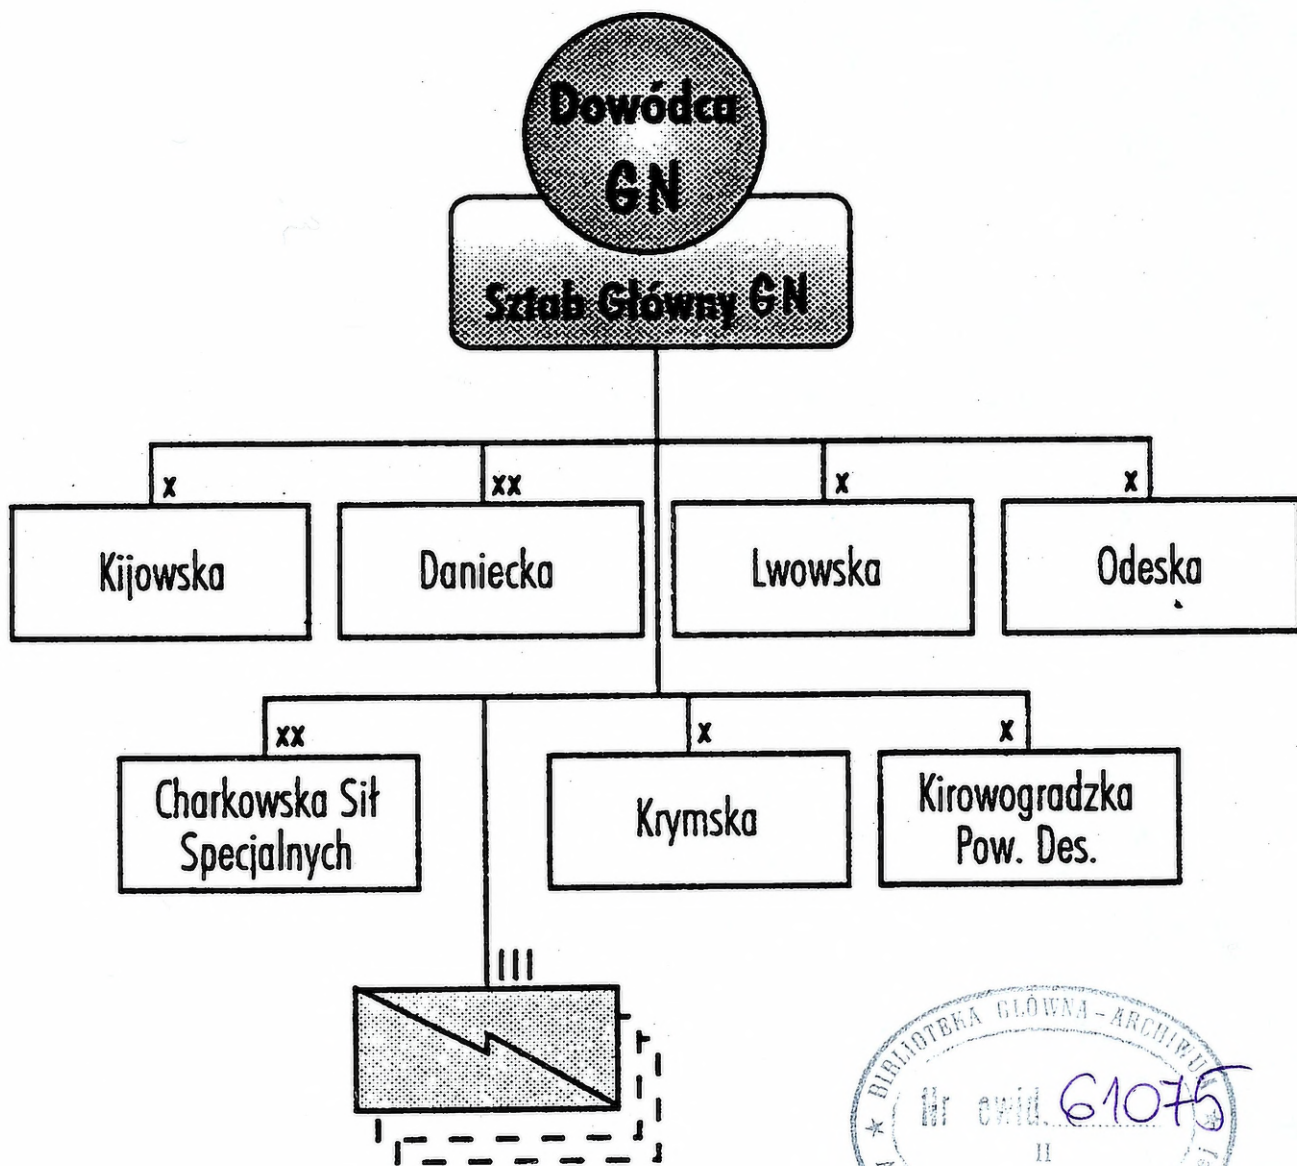 Dowódca
GN
Sztab Główny GN
x
xx
x
x
Kijowska
Daniecka
Lwowska
Odeska
xx
x
x
Charkowska Sił
Specjalnych
Krymska
Kirowogradzka
Pow. Des.
III
BIBLIOTEKA GŁÓWNA - ARCHIWUM
Nr ewid. 61075
II